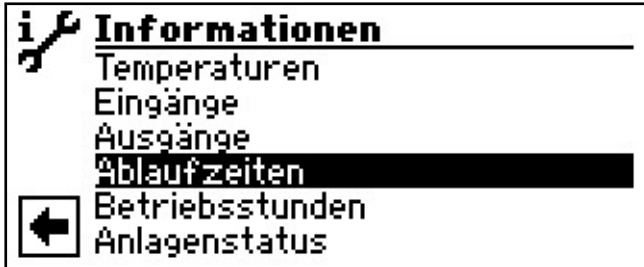 Informationen
Temperaturen
Eingänge
Ausgänge
Ablaufzeiten
Betriebsstunden
Anlagenstatus